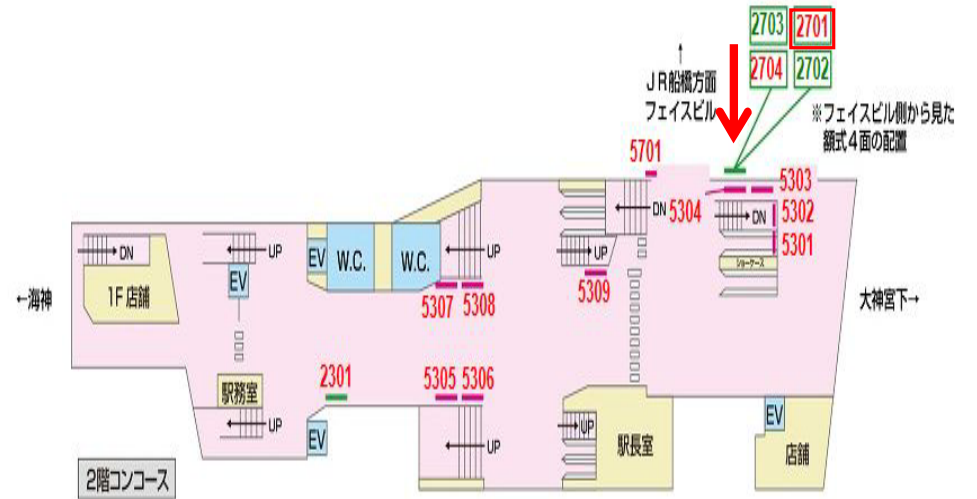 2703 2701
2704 2702
↑
JR船橋方面
フェイスビル
※フェイスビル側から見た
額式4面の配置
5701
5303
DN 5304
DN 5302
5301
ショーケース
DN
UP
EV
W.C.
W.C.
UP
UP
EV
1F店舗
←海神
5307 5308
5309
大神宮下→
2301
5305 5306
駅務室
UP
EV
UP
UP
駅長室
EV
店舗
2階コンコース